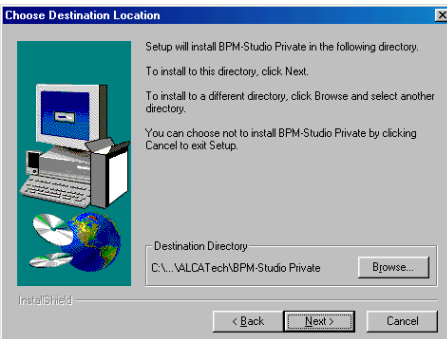 Choose Destination Location
Setup will install BPM-Studio Private in the following directory.
To install to this directory, click Next.
To install to a different directory, click Browse and select another
directory.
You can choose not to install BPM-Studio Private by clicking
Cancel to exit Setup.
Destination Directory
C:\...\ALCATech\BPM-Studio Private
Browse...
InstallShield
< Back
Next >
Cancel